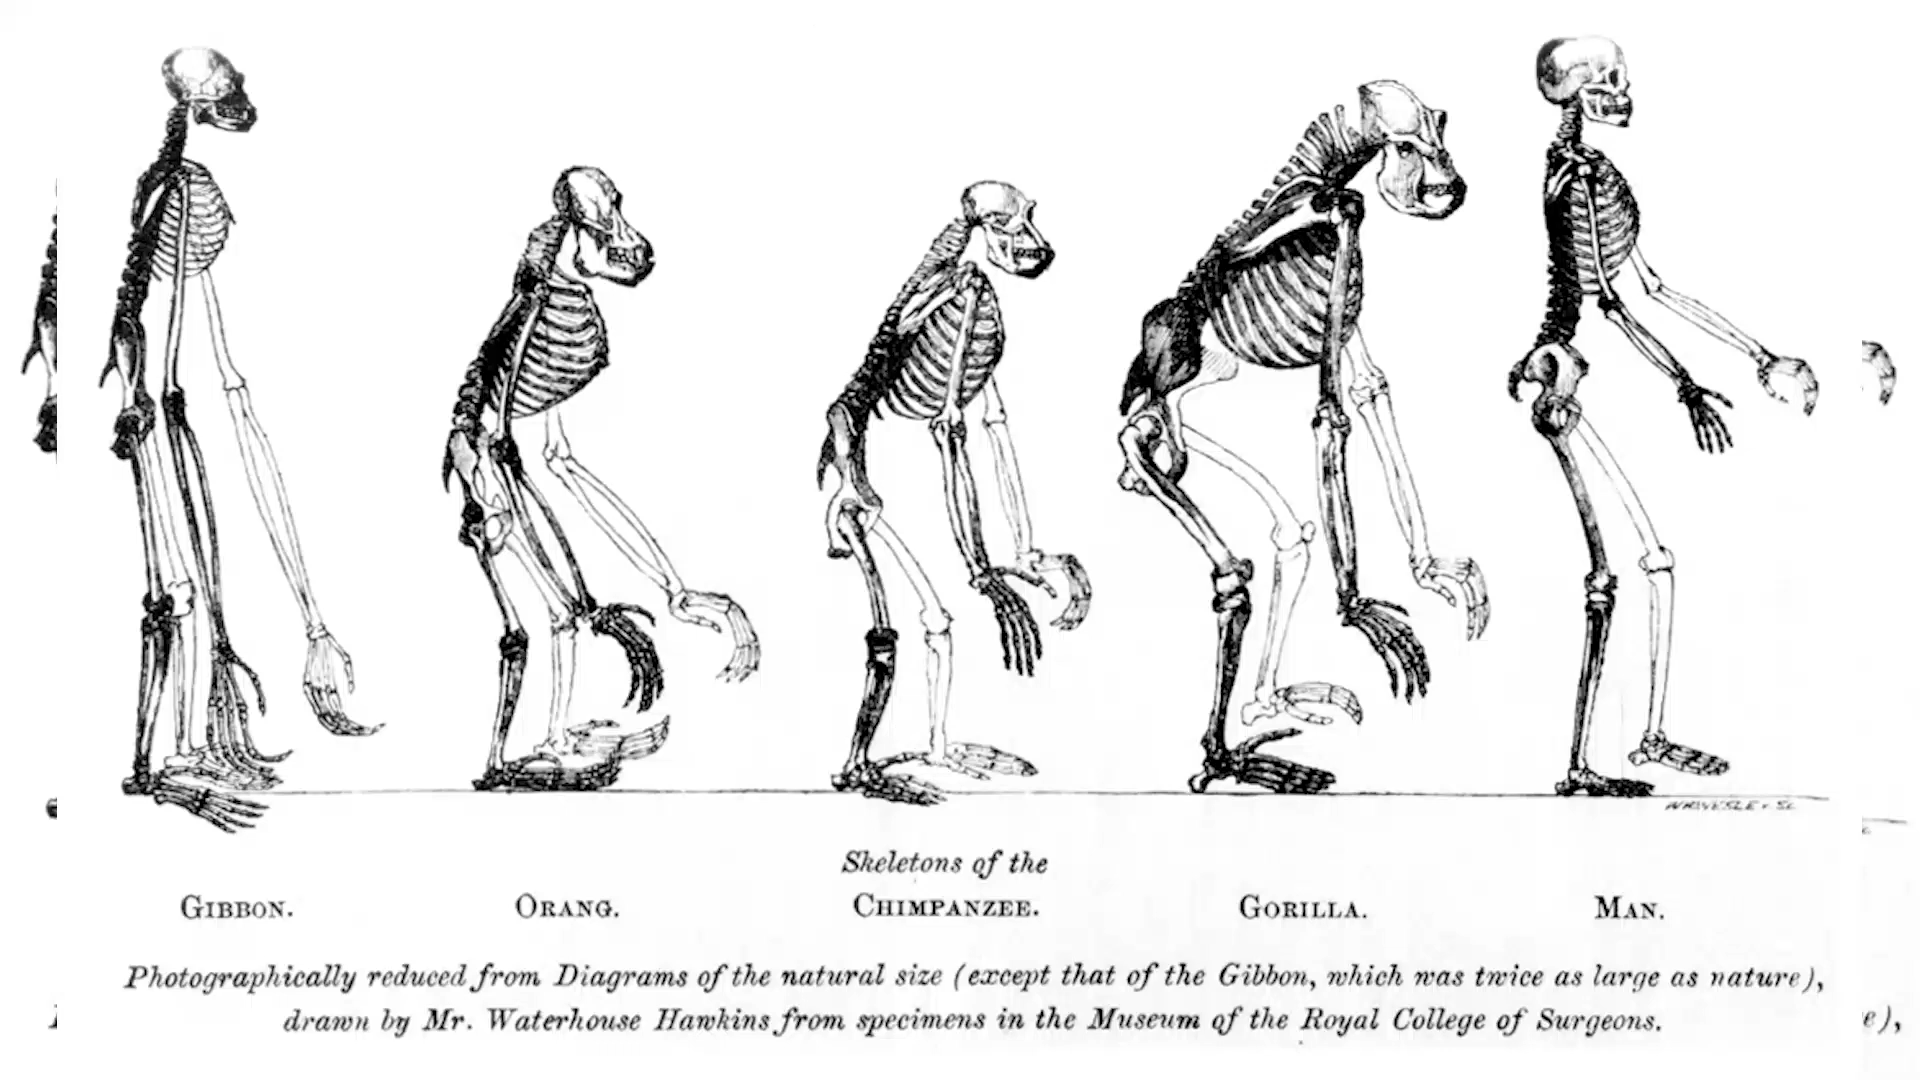 Skeletons of the
GIBBON. ORANG. CHIMPANZEE. GORILLA. MAN.
Photographically reduced from Diagrams of the natural size (except that of the Gibbon, which was twice as large as nature),
drawn by Mr. Waterhouse Hawkins from specimens in the Museum of the Royal College of Surgeons.
e),